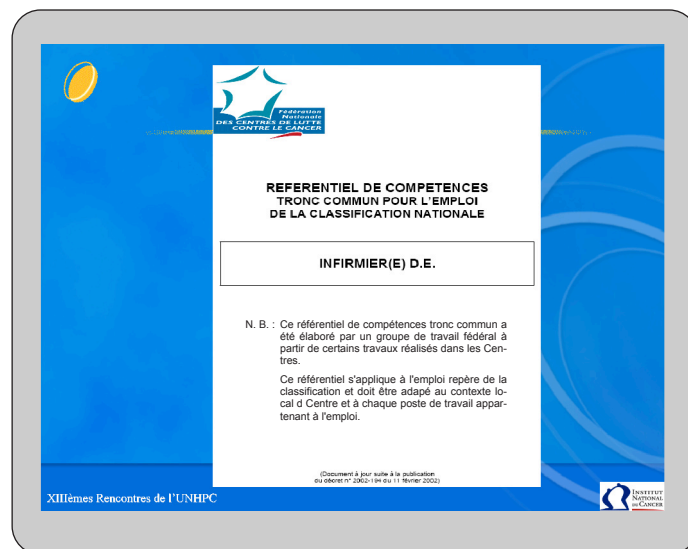 Fédération
Nationale
DES CENTRES DE LUTTE
CONTRE LE CANCER
REFERENTIEL DE COMPETENCES
TRONC COMMUN POUR L'EMPLOI
DE LA CLASSIFICATION NATIONALE
INFIRMIER(E) D.E.
N. B. : Ce référentiel de compétences tronc commun a
été élaboré par un groupe de travail fédéral à
partir de certains travaux réalisés dans les Cen-
tres.
Ce référentiel s'applique à l'emploi repère de la
classification et doit être adapé au contexte lo-
cal d Centre et à chaque poste de travail appar-
tenant à l'emploi.
(Document à jour suite à la publication
du décret n° 2002-194 du 11 février 2002)
XIIIèmes Rencontres de l'UNHPC
INSTITUT
NATIONAL
DU CANCER